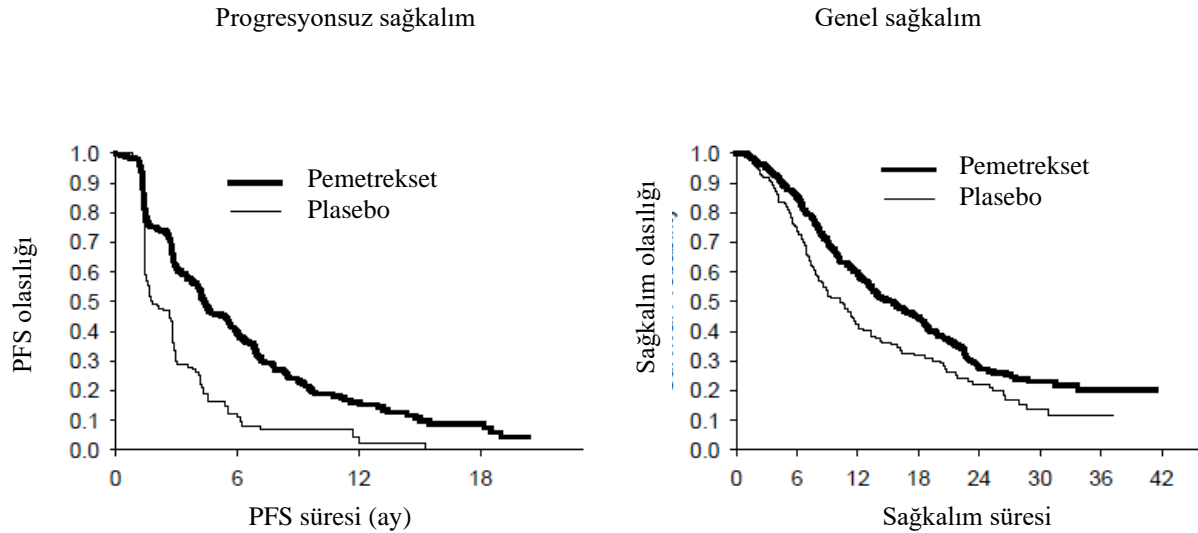 Progresyonsuz sağkalım
Genel sağkalım
PFS olasılığı
1.0
0.9
0.8
0.7
0.6
0.5
0.4
0.3
0.2
0.1
0.0
Pemetrekset
Plasebo
0 6 12 18
PFS süresi (ay)
Sağkalım olasılığı
1.0
0.9
0.8
0.7
0.6
0.5
0.4
0.3
0.2
0.1
0.0
Pemetrekset
Plasebo
0 6 12 18 24 30 36 42
Sağkalım süresi